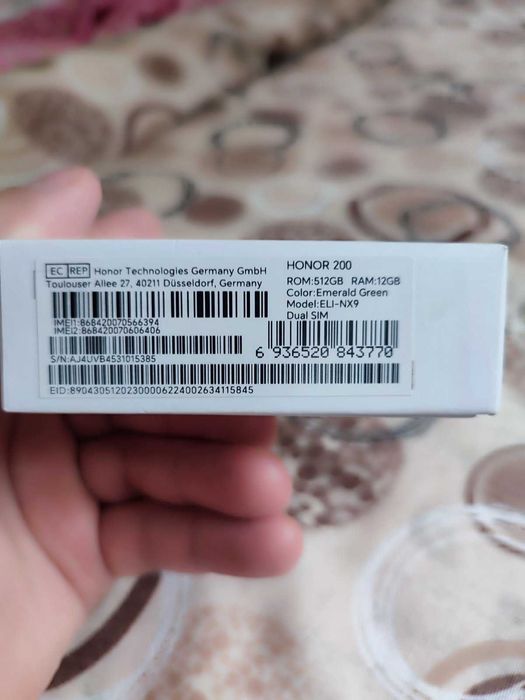 EC REP Honor Technologies Germany GmbH
Toulouser Allee 27, 40211 Düsseldorf, Germany
IMEI1:868420070566394
IMEI2:868420070606406
S/N:AJ4UVB4531015385
EID:89043051202300006224002634115845
HONOR 200
ROM:512GB RAM:12GB
Color:Emerald Green
Model:ELI-NX9
Dual SIM
6 936520 843770